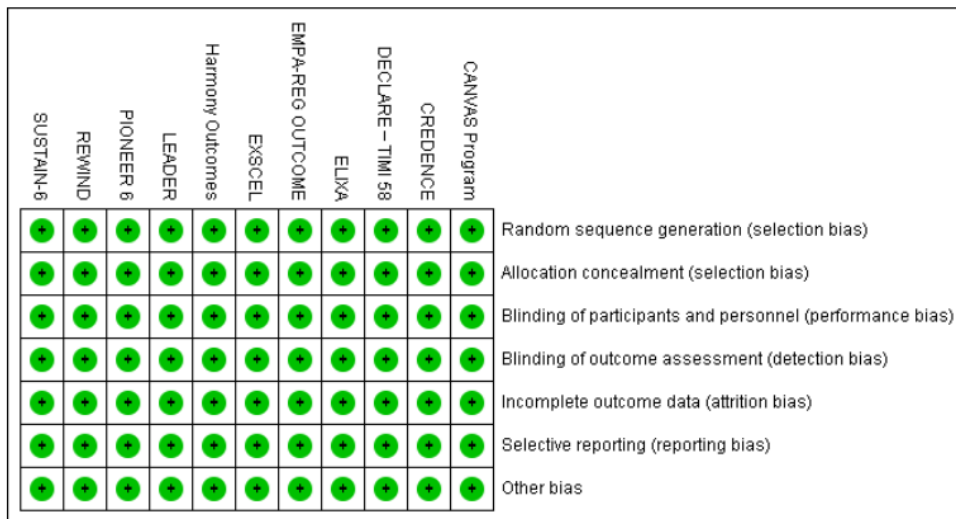 SUSTAIN-6
REWIND
PIONEER 6
LEADER
Harmony Outcomes
EXSCEL
EMPA-REG OUTCOME
ELIXA
DECLARE – TIMI 58
CREDENCE
CANVAS Program
+ + + + + + + + + + + Random sequence generation (selection bias)
+ + + + + + + + + + + Allocation concealment (selection bias)
+ + + + + + + + + + + Blinding of participants and personnel (performance bias)
+ + + + + + + + + + + Blinding of outcome assessment (detection bias)
+ + + + + + + + + + + Incomplete outcome data (attrition bias)
+ + + + + + + + + + + Selective reporting (reporting bias)
+ + + + + + + + + + + Other bias